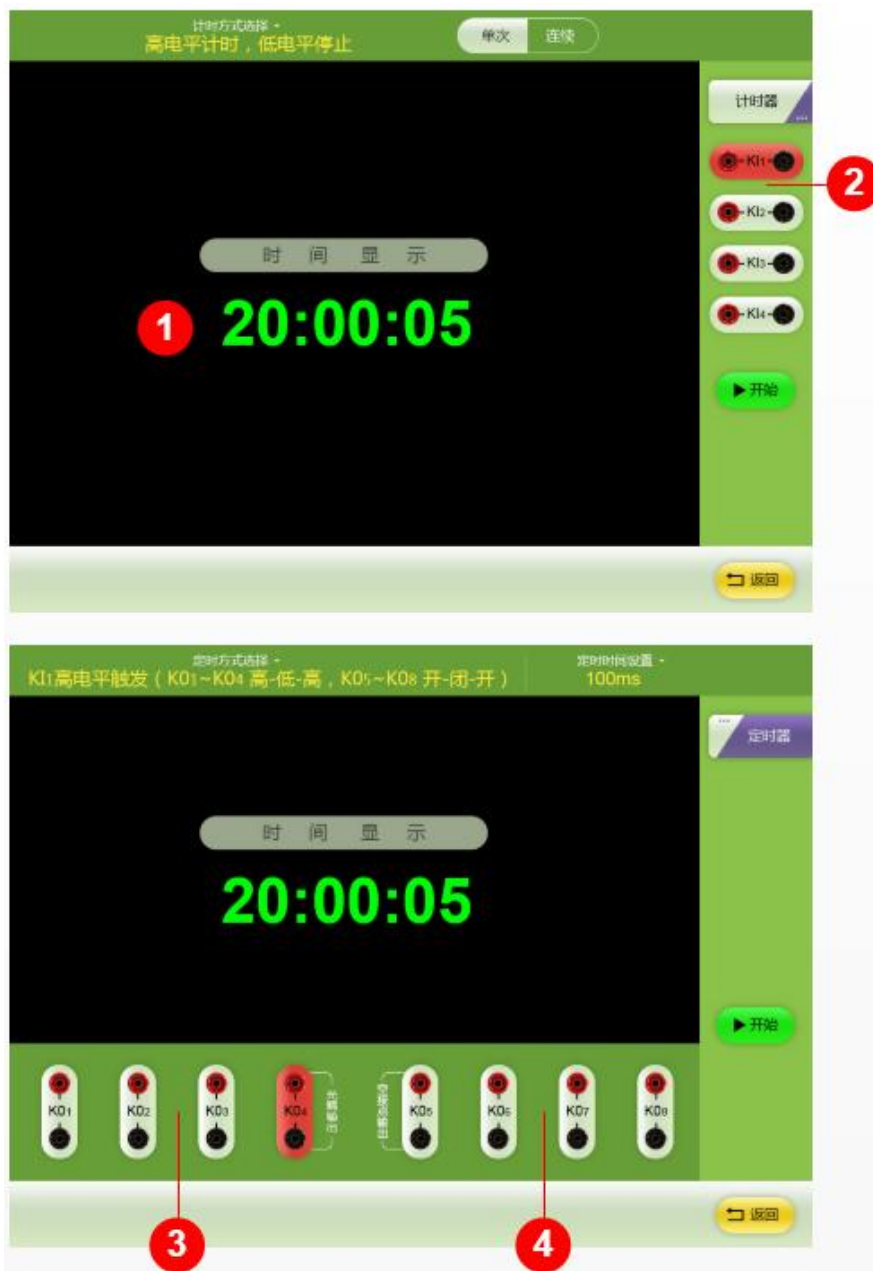 计时方式选择
高电平计时，低电平停止
单次 连续
计时器
KI1
2
KI2
KI3
KI4
时 间 显 示
1
20:00:05
开始
返回
定时方式选择
KI1高电平触发（KO1~KO4 高-低-高，KO5~KO8 开-闭-开）
定时时间设置
100ms
定时器
时 间 显 示
20:00:05
开始
KO1 KO2 KO3 KO4 KO5 KO6 KO7 KO8
返回
3 4